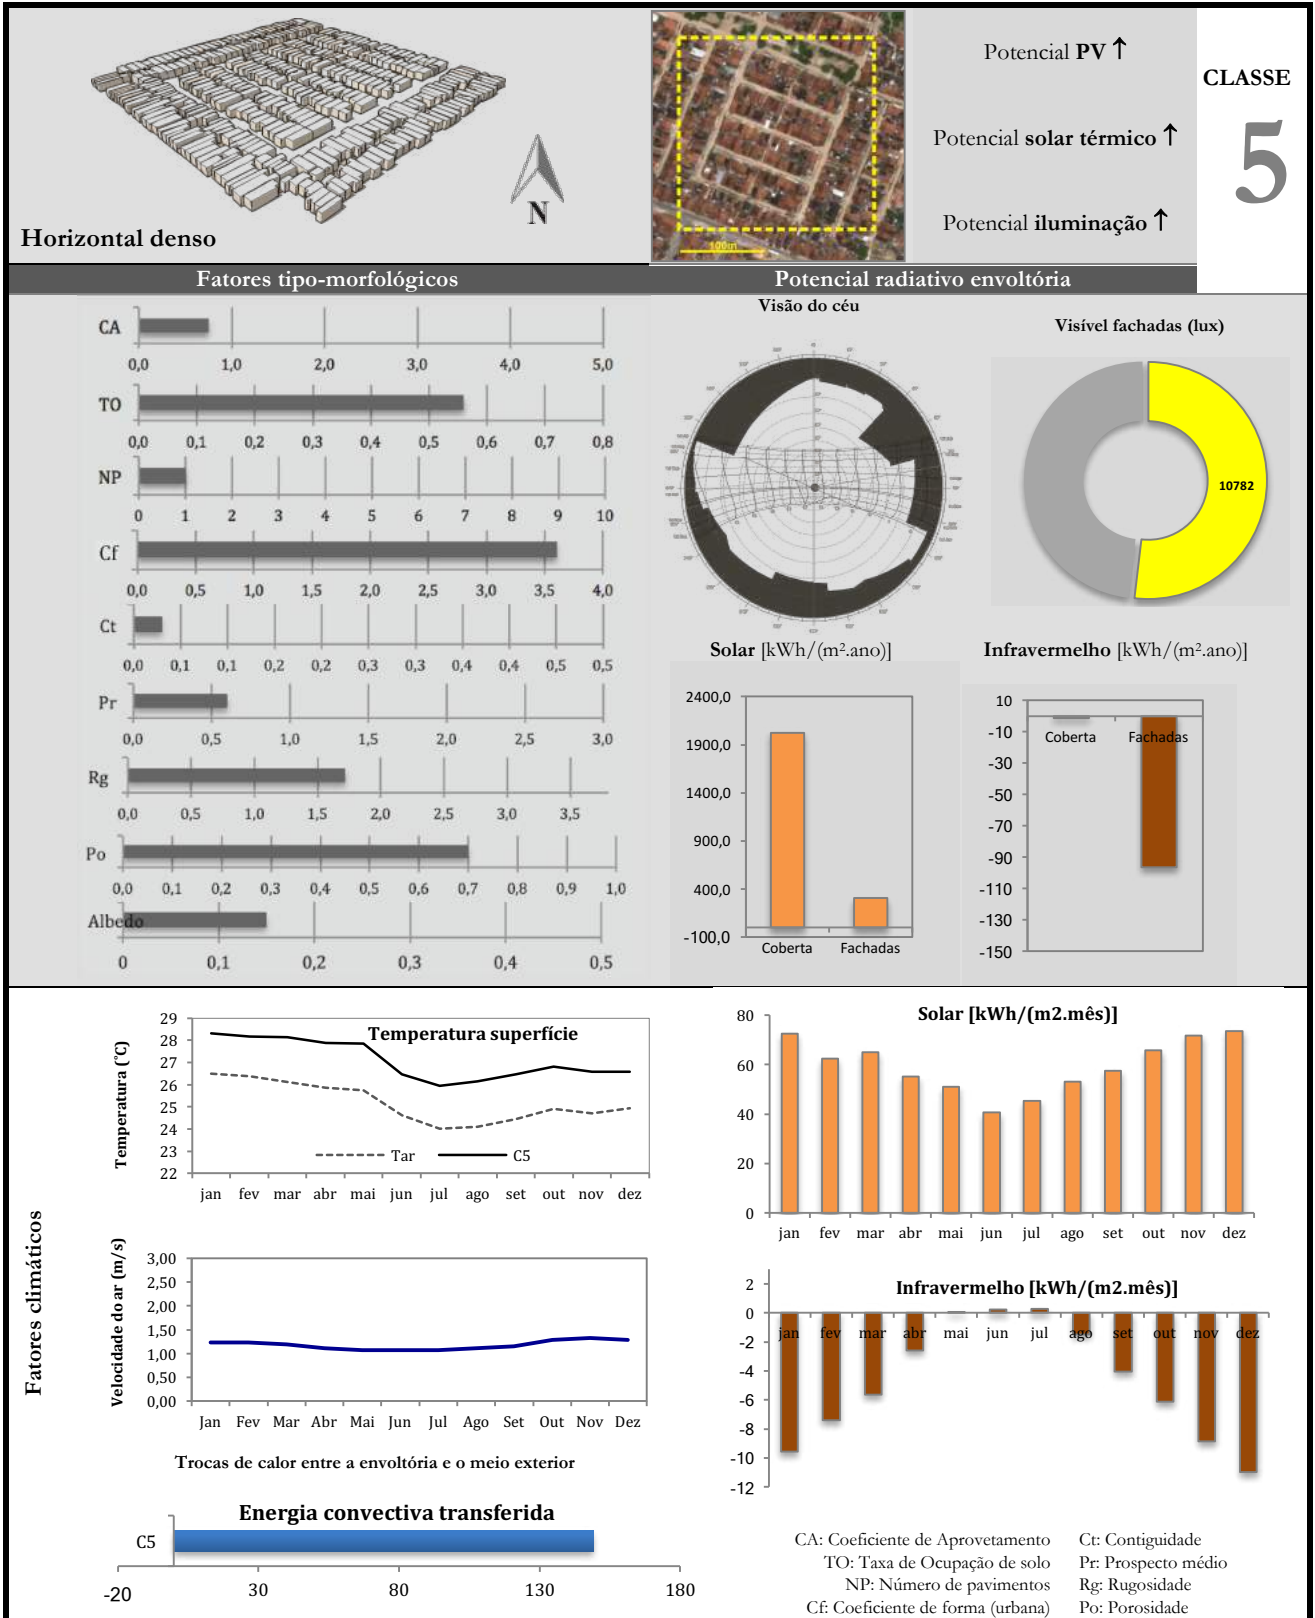 Potencial PV ↑
CLASSE
5
Potencial solar térmico ↑
Potencial iluminação ↑
N
100m
Horizontal denso
Fatores tipo-morfológicos
Potencial radiativo envoltória
CA
0,0 1,0 2,0 3,0 4,0 5,0
TO
0,0 0,1 0,2 0,3 0,4 0,5 0,6 0,7 0,8
NP
0 1 2 3 4 5 6 7 8 9 10
Cf
0,0 0,5 1,0 1,5 2,0 2,5 3,0 3,5 4,0
Ct
0,0 0,1 0,1 0,2 0,2 0,3 0,3 0,4 0,4 0,5 0,5
Pr
0,0 0,5 1,0 1,5 2,0 2,5 3,0
Rg
0,0 0,5 1,0 1,5 2,0 2,5 3,0 3,5
Po
0,0 0,1 0,2 0,3 0,4 0,5 0,6 0,7 0,8 0,9 1,0
Albedo
0 0,1 0,2 0,3 0,4 0,5
Visão do céu
Visível fachadas (lux)
10782
Solar [kWh/(m².ano)]
2400,0
1900,0
1400,0
900,0
400,0
-100,0
Coberta Fachadas
Infravermelho [kWh/(m².ano)]
10
-10
-30
-50
-70
-90
-110
-130
-150
Coberta Fachadas
Fatores climáticos
Temperatura (°C)
Temperatura superfície
29
28
27
26
25
24
23
22
Tar C5
jan fev mar abr mai jun jul ago set out nov dez
Velocidade do ar (m/s)
3,00
2,50
2,00
1,50
1,00
0,50
0,00
Jan Fev Mar Abr Mai Jun Jul Ago Set Out Nov Dez
Trocas de calor entre a envoltória e o meio exterior
Energia convectiva transferida
C5
-20 30 80 130 180
Solar [kWh/(m2.mês)]
80
60
40
20
0
jan fev mar abr mai jun jul ago set out nov dez
Infravermelho [kWh/(m2.mês)]
2
0
-2
-4
-6
-8
-10
-12
jan fev mar abr mai jun jul ago set out nov dez
CA: Coeficiente de Aprovetamento Ct: Contiguidade
TO: Taxa de Ocupação de solo Pr: Prospecto médio
NP: Número de pavimentos Rg: Rugosidade
Cf: Coeficiente de forma (urbana) Po: Porosidade